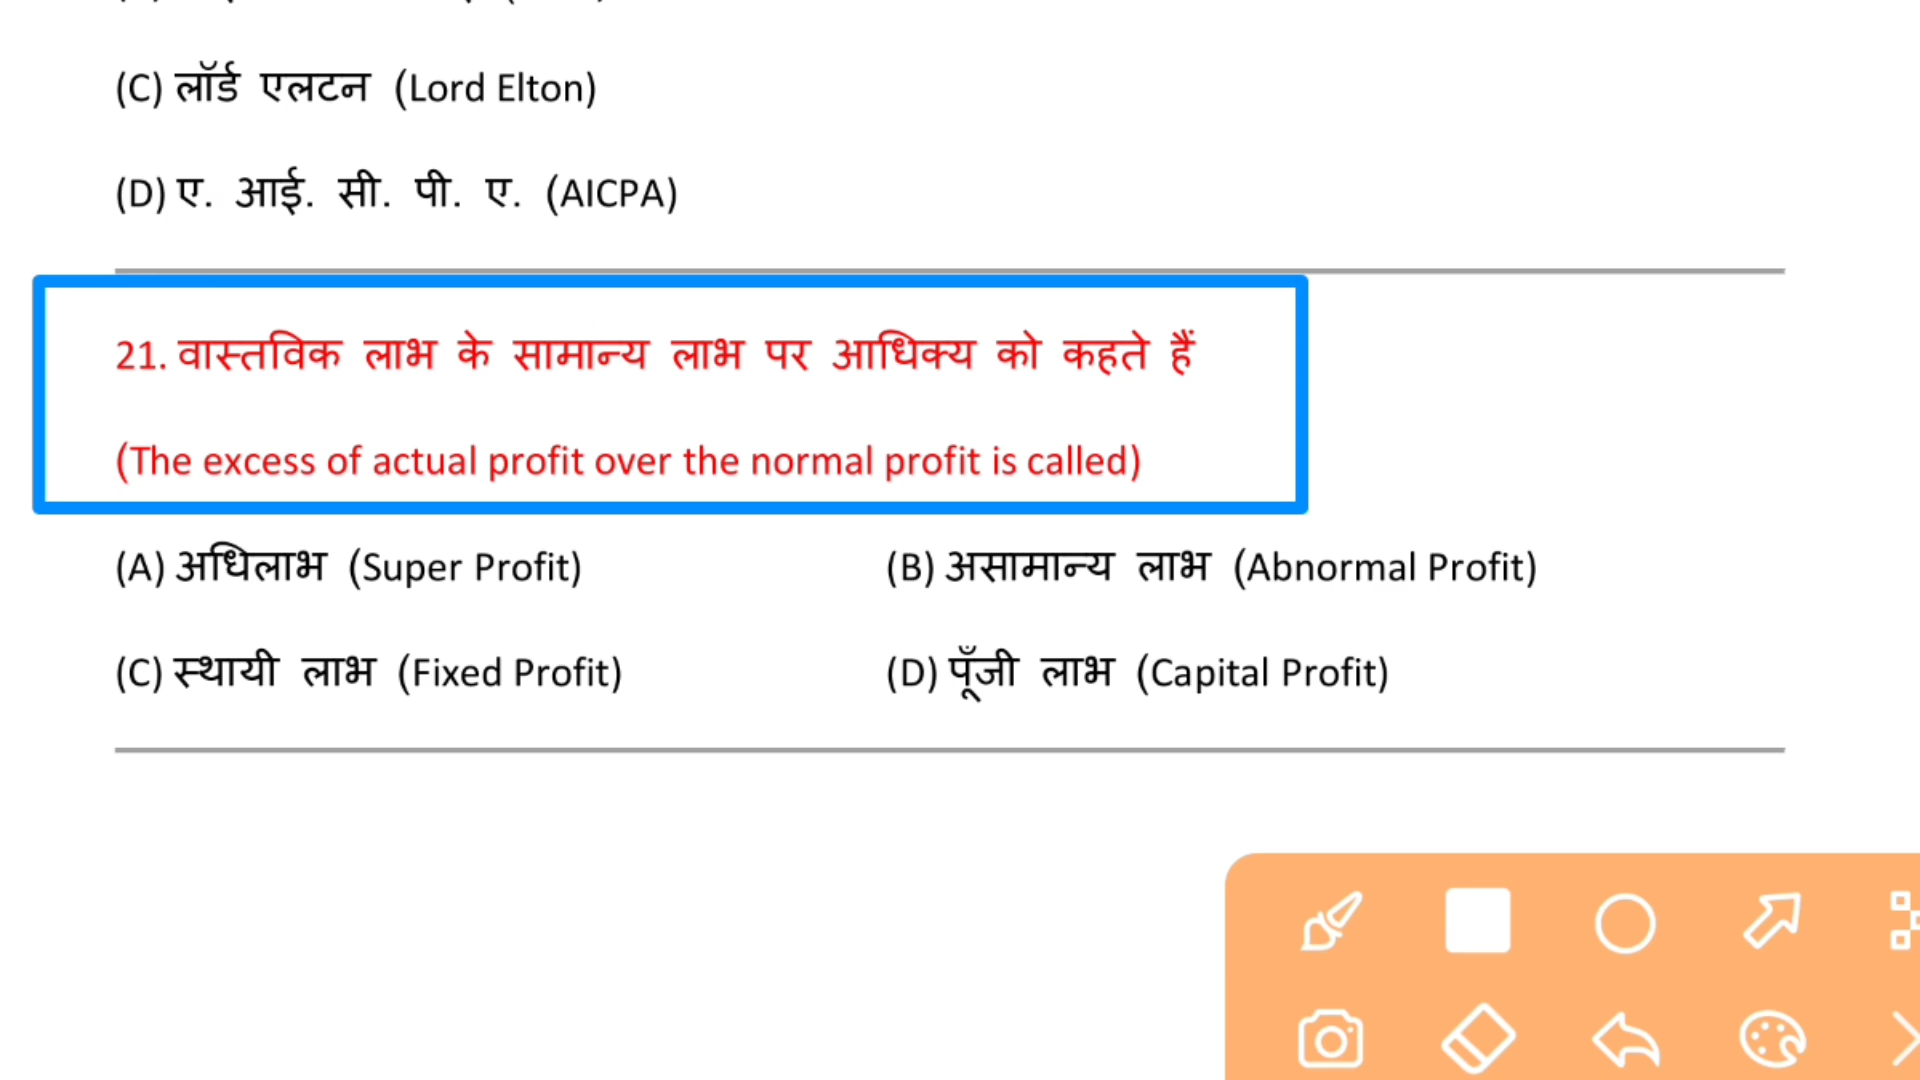 (C) लॉर्ड एलटन (Lord Elton)
(D) ए. आई. सी. पी. ए. (AICPA)
21. वास्तविक लाभ के सामान्य लाभ पर आधिक्य को कहते हैं
(The excess of actual profit over the normal profit is called)
(A) अधिलाभ (Super Profit) (B) असामान्य लाभ (Abnormal Profit)
(C) स्थायी लाभ (Fixed Profit) (D) पूँजी लाभ (Capital Profit)